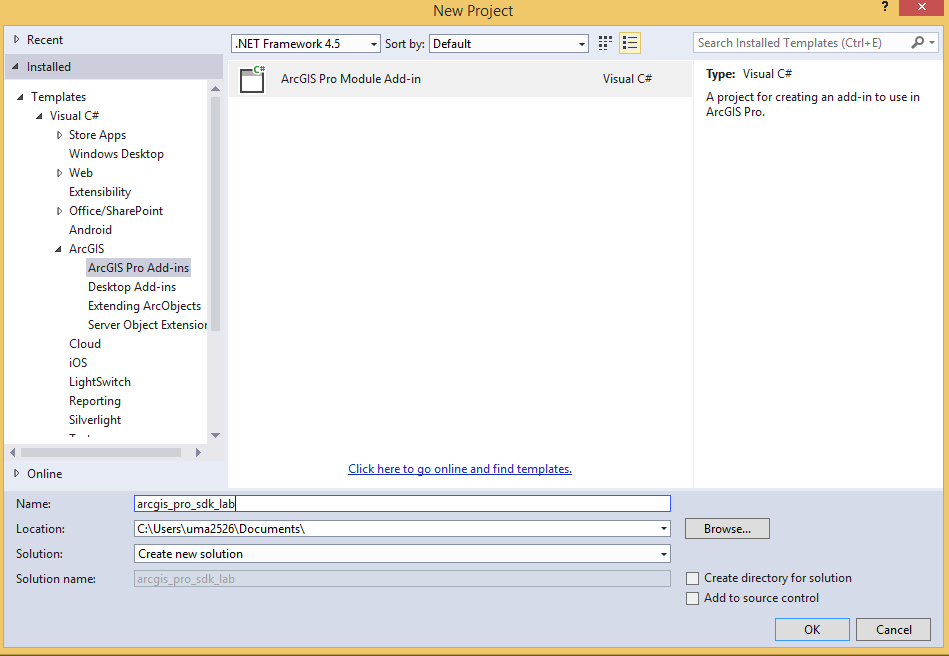 New Project
?
Recent
.NET Framework 4.5
Sort by:
Default
Search Installed Templates (Ctrl+E)
Installed
Templates
Visual C#
Store Apps
Windows Desktop
Web
Extensibility
Office/SharePoint
Android
ArcGIS
ArcGIS Pro Add-ins
Desktop Add-ins
Extending ArcObjects
Server Object Extension
Cloud
iOS
LightSwitch
Reporting
Silverlight
Online
C#
ArcGIS Pro Module Add-in
Visual C#
Click here to go online and find templates.
Type: Visual C#
A project for creating an add-in to use in
ArcGIS Pro.
Name:
arcgis_pro_sdk_lab
Location:
C:\Users\uma2526\Documents\
Browse...
Solution:
Create new solution
Solution name:
arcgis_pro_sdk_lab
Create directory for solution
Add to source control
OK
Cancel